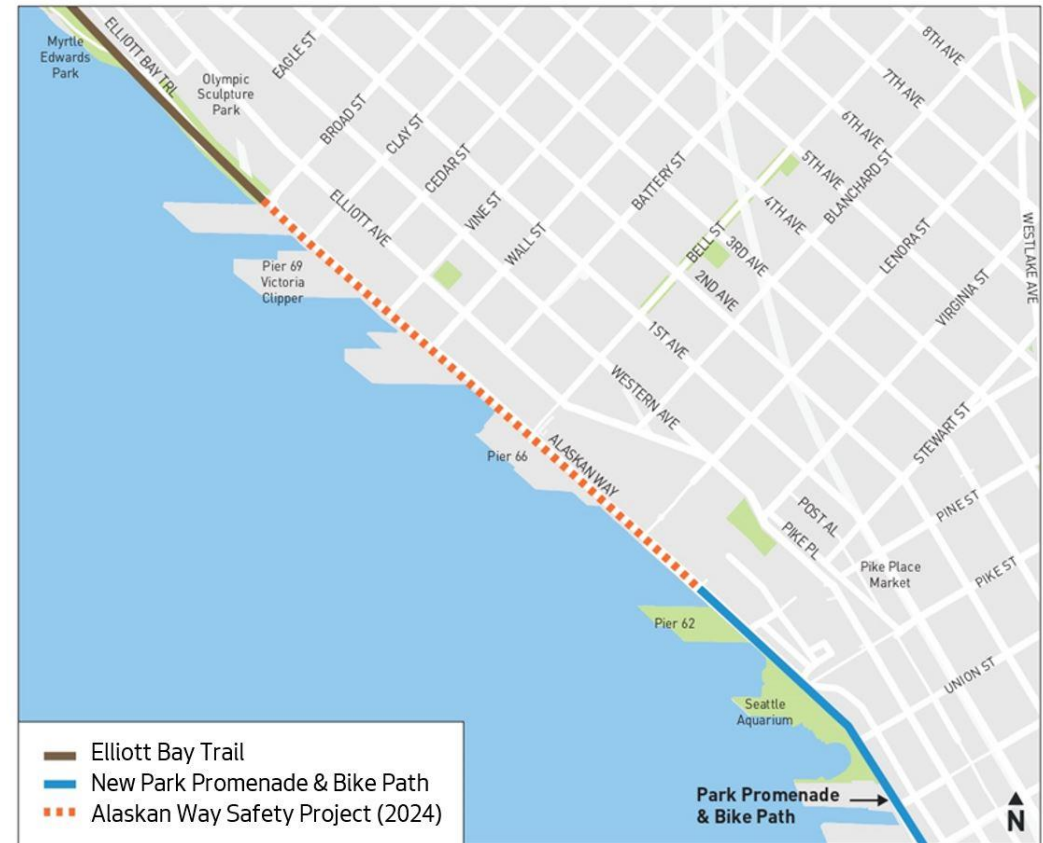 Myrtle
Edwards
Park
ELLIOTT BAY TRL
Olympic
Sculpture
Park
EAGLE ST
BROAD ST
CLAY ST
CEDAR ST
VINE ST
WALL ST
BATTERY ST
BELL ST
BLANCHARD ST
LENORA ST
VIRGINIA ST
STEWART ST
PINE ST
PIKE ST
UNION ST
8TH AVE
7TH AVE
6TH AVE
5TH AVE
4TH AVE
3RD AVE
2ND AVE
1ST AVE
WESTLAKE AVE
ELLIOTT AVE
WESTERN AVE
ALASKAN WAY
POST AL
PIKE PL
Pike Place
Market
Pier 69
Victoria
Clipper
Pier 66
Pier 62
Seattle
Aquarium
Park Promenade
& Bike Path
N
Elliott Bay Trail
New Park Promenade & Bike Path
Alaskan Way Safety Project (2024)